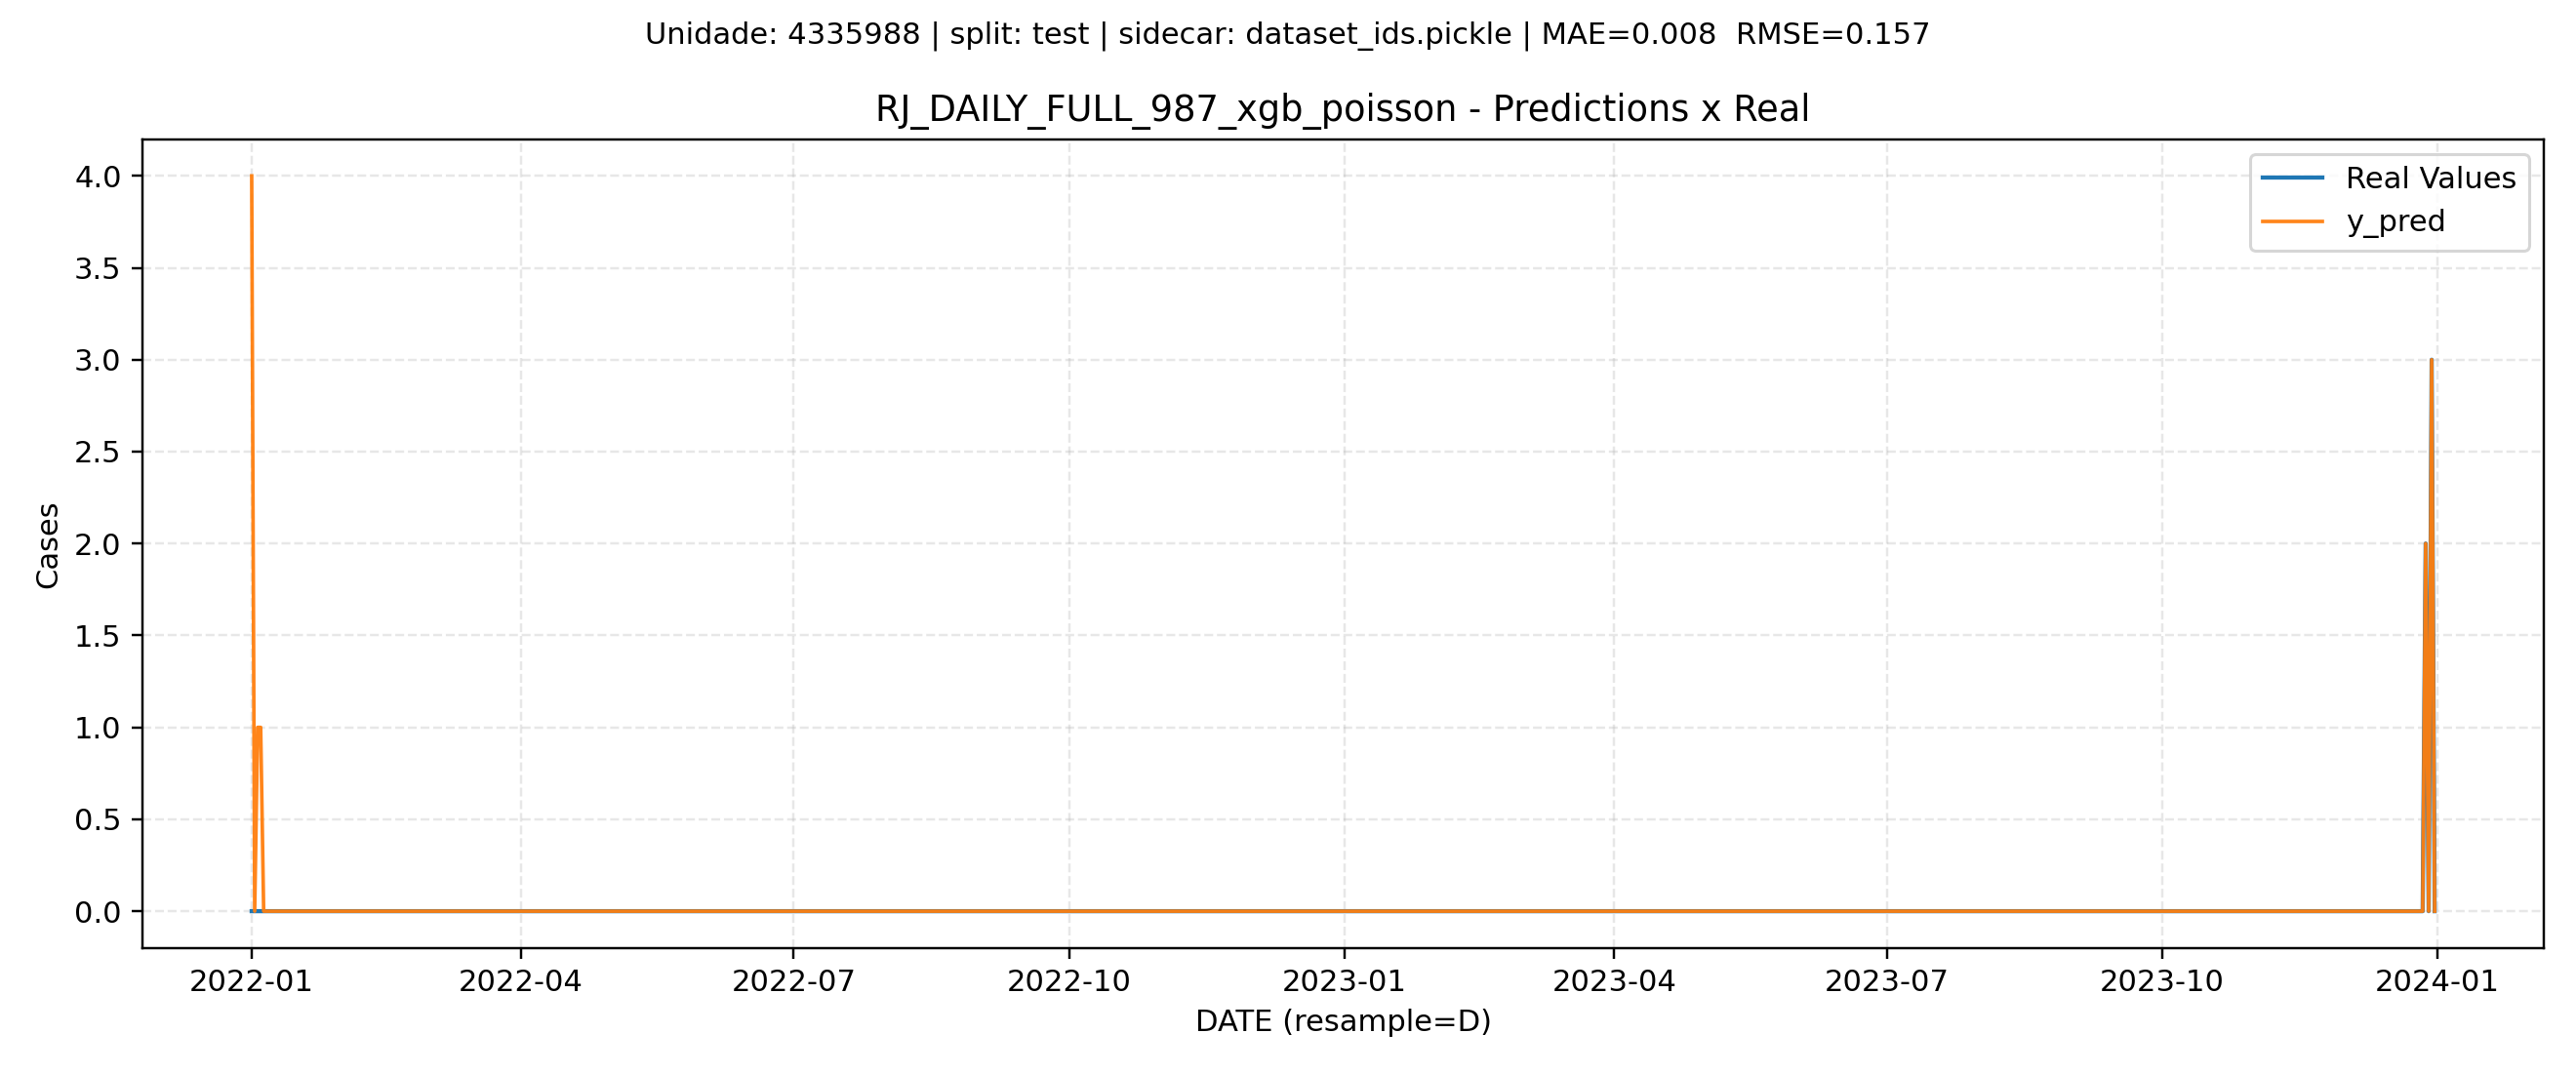 Unidade: 4335988 | split: test | sidecar: dataset_ids.pickle | MAE=0.008  RMSE=0.157
RJ_DAILY_FULL_987_xgb_poisson - Predictions x Real
Real Values
y_pred
4.0
3.5
3.0
2.5
2.0
1.5
1.0
0.5
0.0
Cases
2022-01 2022-04 2022-07 2022-10 2023-01 2023-04 2023-07 2023-10 2024-01
DATE (resample=D)